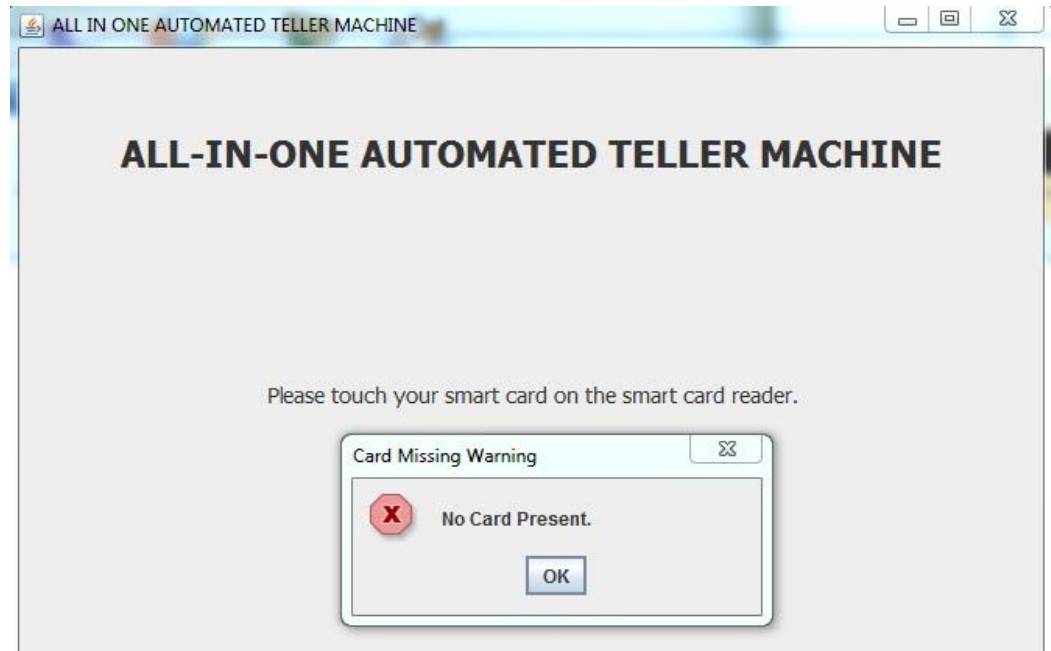 ALL IN ONE AUTOMATED TELLER MACHINE
ALL-IN-ONE AUTOMATED TELLER MACHINE
Please touch your smart card on the smart card reader.
Card Missing Warning
X
No Card Present.
OK